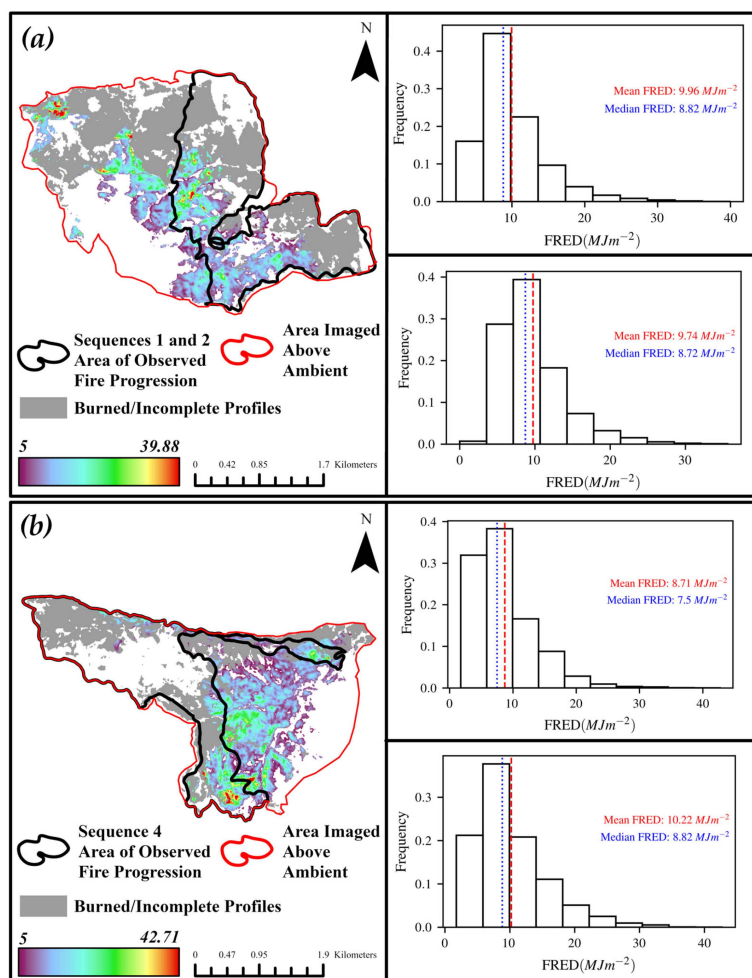 (a)
N
Sequences 1 and 2
Area of Observed
Fire Progression
Area Imaged
Above
Ambient
Burned/Incomplete Profiles
5
39.88
0 0.42 0.85 1.7 Kilometers
Frequency
0.4
0.3
0.2
0.1
0.0
Mean FRED: 9.96 MJm⁻²
Median FRED: 8.82 MJm⁻²
10 20 30 40
FRED(MJm⁻²)
Frequency
0.4
0.3
0.2
0.1
0.0
Mean FRED: 9.74 MJm⁻²
Median FRED: 8.72 MJm⁻²
0 10 20 30
FRED(MJm⁻²)
(b)
N
Sequence 4
Area of Observed
Fire Progression
Area Imaged
Above
Ambient
Burned/Incomplete Profiles
5
42.71
0 0.47 0.95 1.9 Kilometers
Frequency
0.4
0.3
0.2
0.1
0.0
Mean FRED: 8.71 MJm⁻²
Median FRED: 7.5 MJm⁻²
0 10 20 30 40
FRED(MJm⁻²)
Frequency
0.3
0.2
0.1
0.0
Mean FRED: 10.22 MJm⁻²
Median FRED: 8.82 MJm⁻²
0 10 20 30 40
FRED(MJm⁻²)